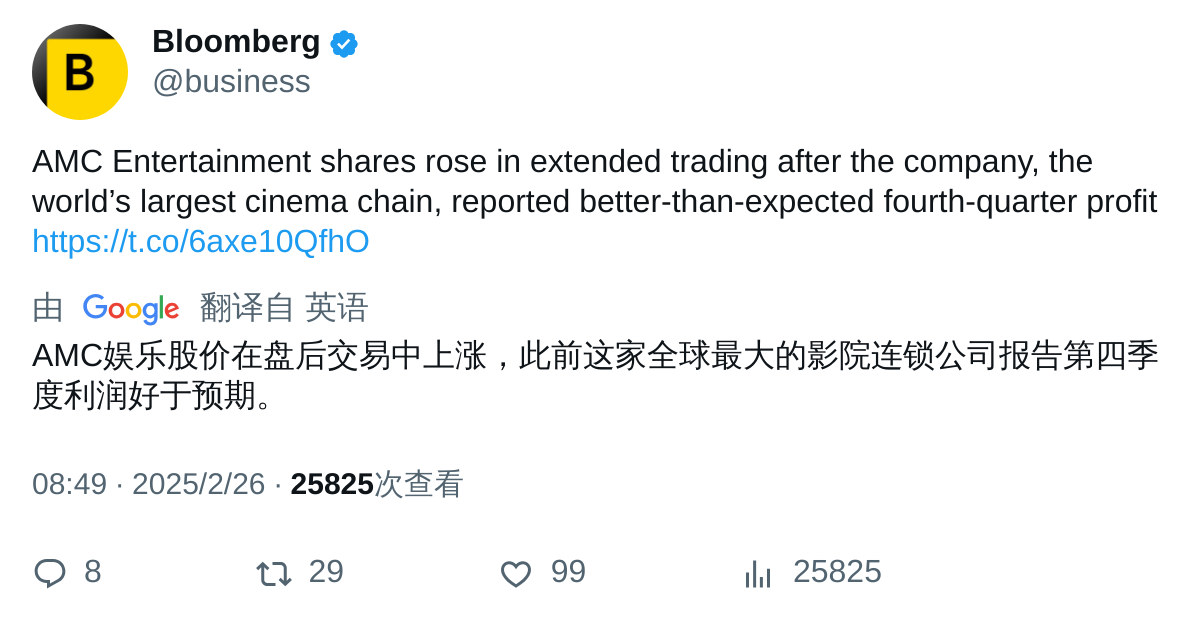 B
Bloomberg
@business
AMC Entertainment shares rose in extended trading after the company, the
world’s largest cinema chain, reported better-than-expected fourth-quarter profit
https://t.co/6axe10QfhO
由 Google 翻译自 英语
AMC娱乐股价在盘后交易中上涨，此前这家全球最大的影院连锁公司报告第四季
度利润好于预期。
08:49 · 2025/2/26 · 25825次查看
8 29 99 25825